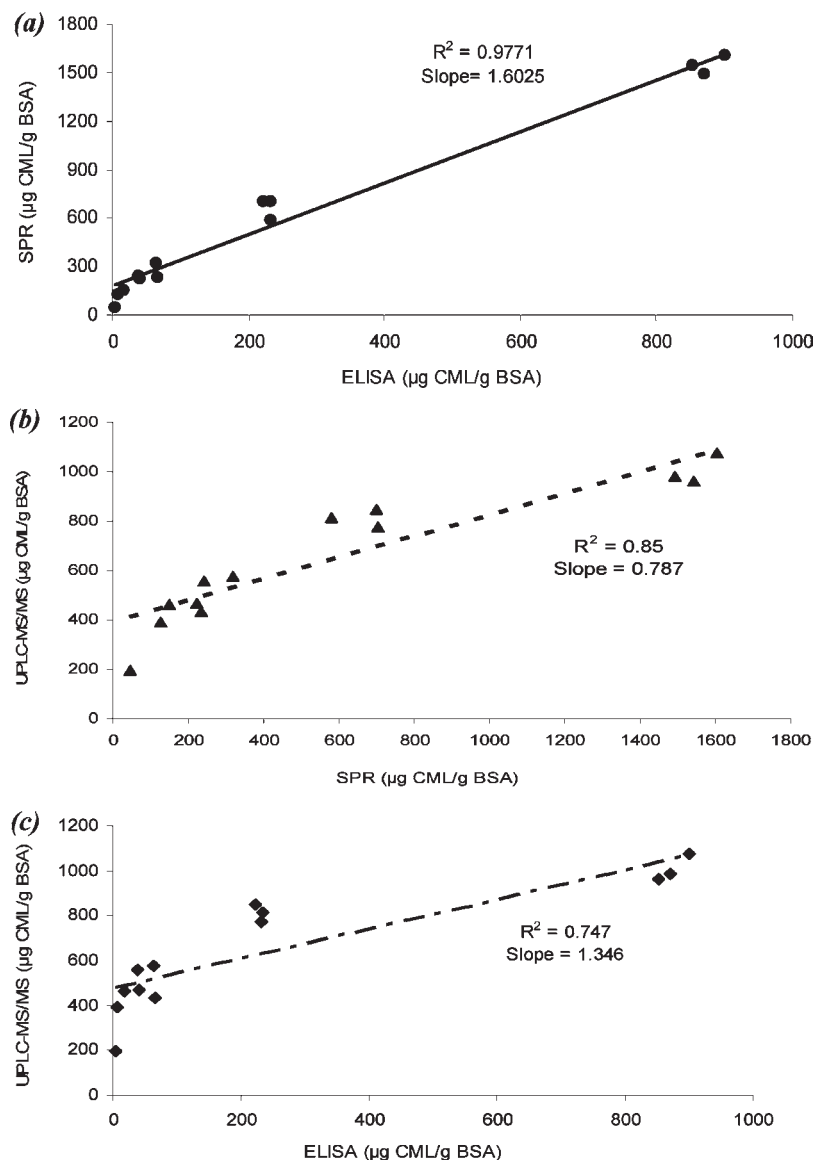 (a)
1800
1500
1200
900
600
300
0
SPR (µg CML/g BSA)
R² = 0.9771
Slope= 1.6025
0 200 400 600 800 1000
ELISA (µg CML/g BSA)
(b)
1200
1000
800
600
400
200
0
UPLC-MS/MS (µg CML/g BSA)
R² = 0.85
Slope = 0.787
0 200 400 600 800 1000 1200 1400 1600 1800
SPR (µg CML/g BSA)
(c)
1200
1000
800
600
400
200
0
UPLC-MS/MS (µg CML/g BSA)
R² = 0.747
Slope = 1.346
0 200 400 600 800 1000
ELISA (µg CML/g BSA)